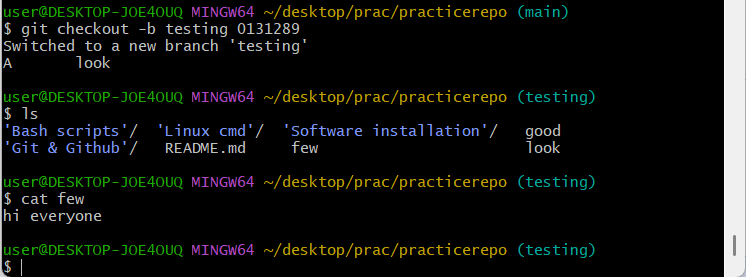 user@DESKTOP-JOE4OUQ MINGW64 ~/desktop/prac/practicerepo (main)
$ git checkout -b testing 0131289
Switched to a new branch 'testing'
A       look
user@DESKTOP-JOE4OUQ MINGW64 ~/desktop/prac/practicerepo (testing)
$ ls
'Bash scripts'/  'Linux cmd'/  'Software installation'/   good
'Git & Github'/   README.md     few                       look
user@DESKTOP-JOE4OUQ MINGW64 ~/desktop/prac/practicerepo (testing)
$ cat few
hi everyone
user@DESKTOP-JOE4OUQ MINGW64 ~/desktop/prac/practicerepo (testing)
$